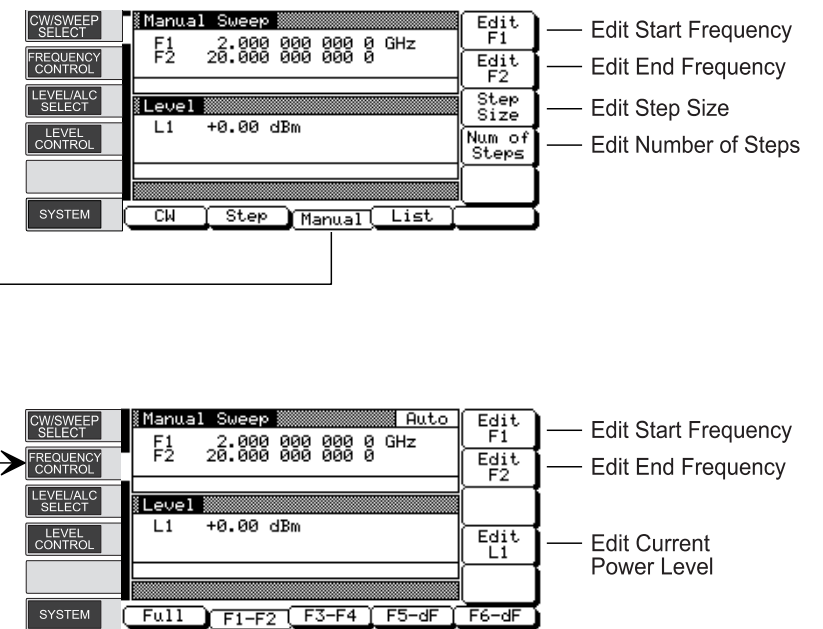 CW/SWEEP
SELECT
FREQUENCY
CONTROL
LEVEL/ALC
SELECT
LEVEL
CONTROL
SYSTEM
Manual Sweep
F1 2.000 000 000 0 GHz
F2 20.000 000 000 0
Level
L1 +0.00 dBm
Edit
F1
Edit
F2
Step
Size
Num of
Steps
CW Step Manual List
Edit Start Frequency
Edit End Frequency
Edit Step Size
Edit Number of Steps
CW/SWEEP
SELECT
FREQUENCY
CONTROL
LEVEL/ALC
SELECT
LEVEL
CONTROL
SYSTEM
Manual Sweep Auto
F1 2.000 000 000 0 GHz
F2 20.000 000 000 0
Level
L1 +0.00 dBm
Edit
F1
Edit
F2
Edit
L1
Full F1-F2 F3-F4 F5-dF F6-dF
Edit Start Frequency
Edit End Frequency
Edit Current
Power Level